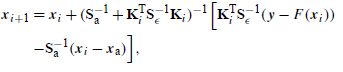 x_{i+1} = x_i + (S_a^{-1} + K_i^T S_ϵ^{-1} K_i)^{-1} [ K_i^T S_ϵ^{-1} (y − F(x_i))
−S_a^{-1} (x_i − x_a) ],